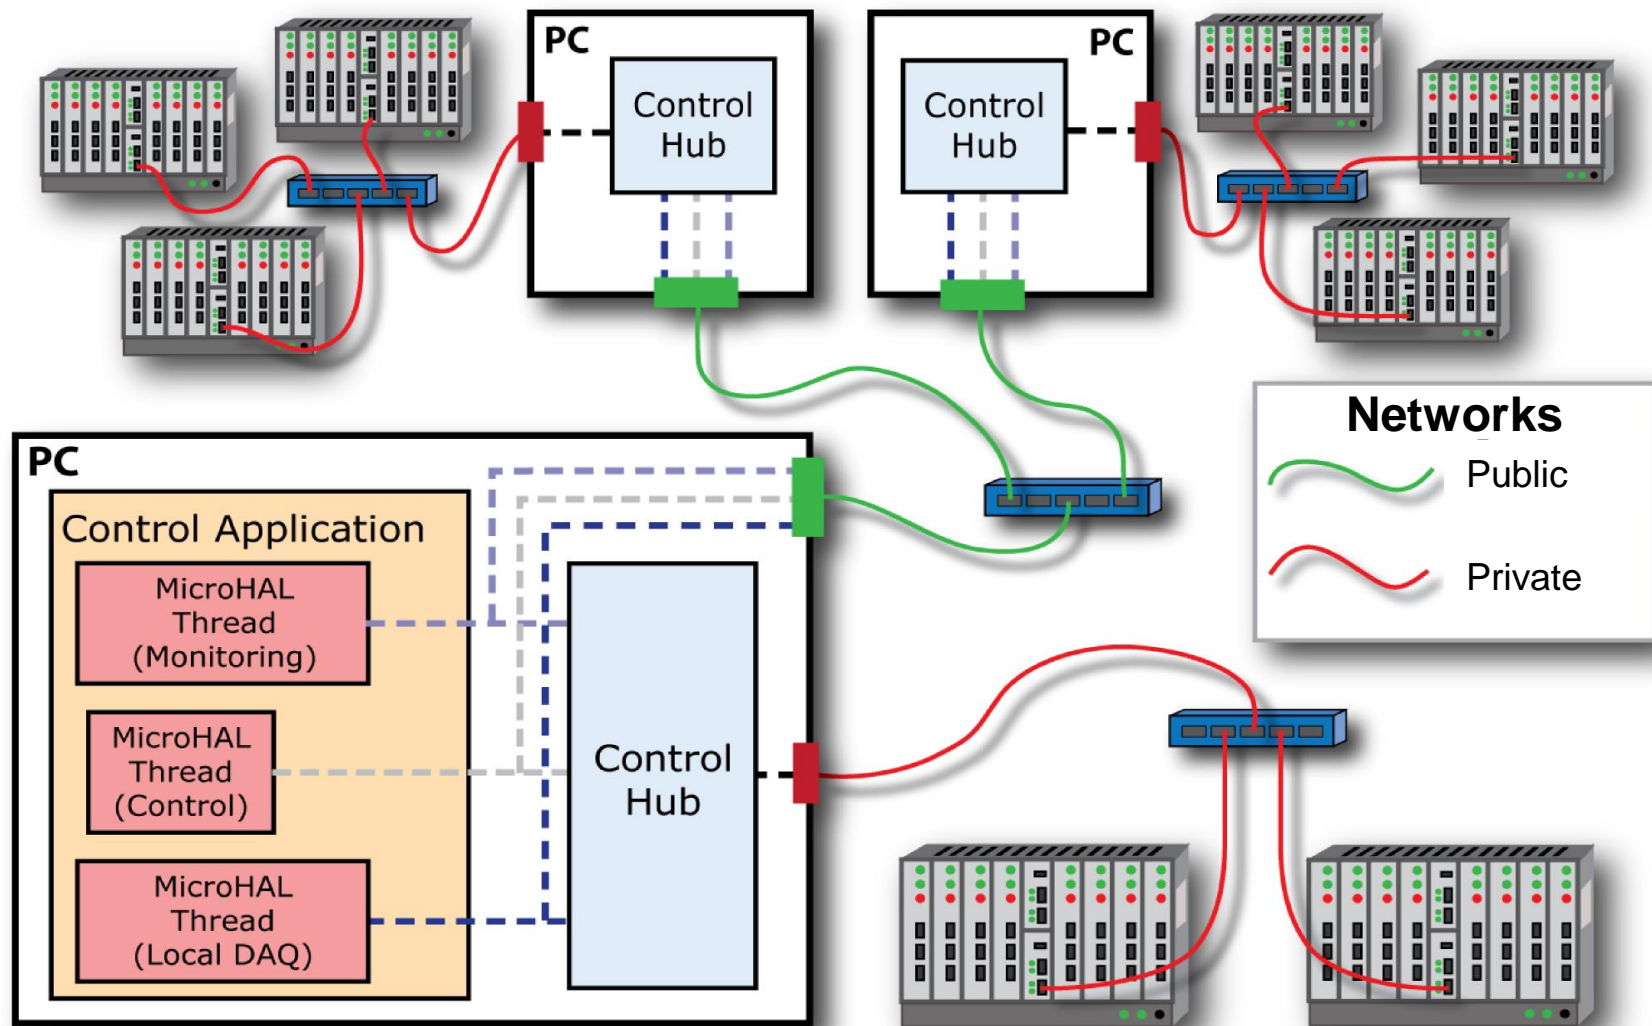 PC
Control
Hub
PC
Control
Hub
Networks
Public
Private
PC
Control Application
MicroHAL
Thread
(Monitoring)
MicroHAL
Thread
(Control)
MicroHAL
Thread
(Local DAQ)
Control
Hub